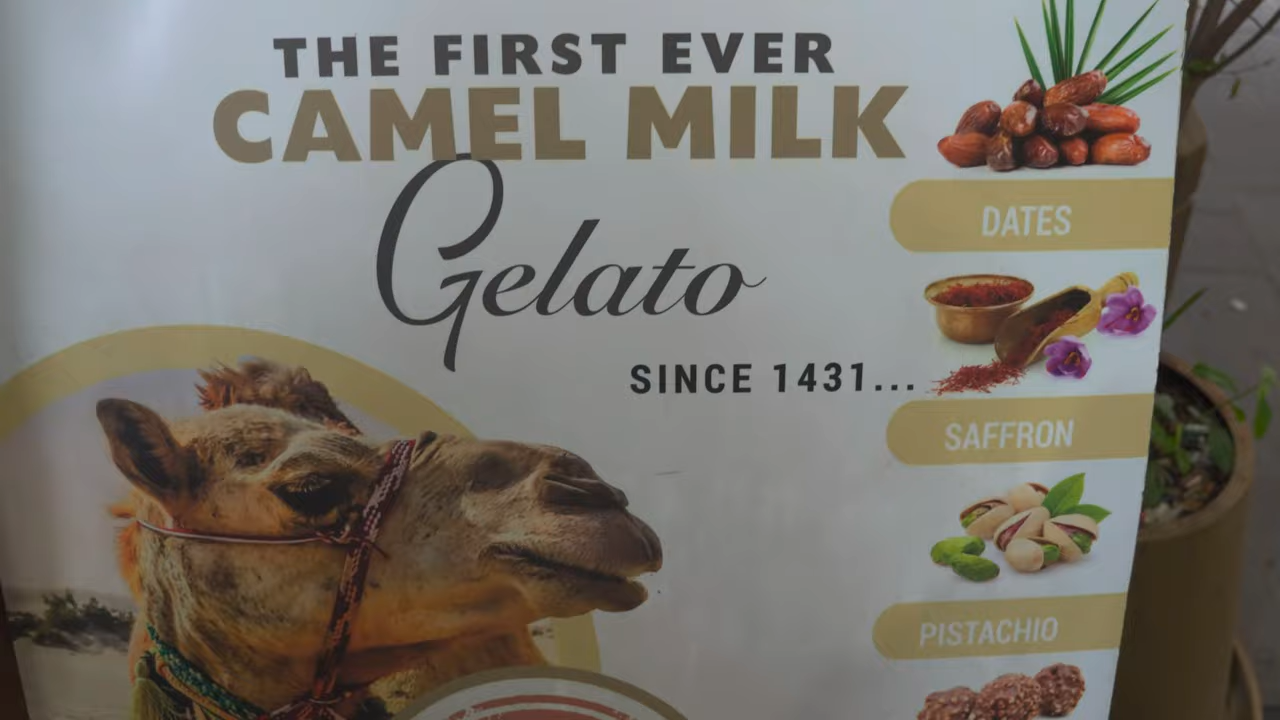 THE FIRST EVER
CAMEL MILK
Gelato
SINCE 1431...
DATES
SAFFRON
PISTACHIO